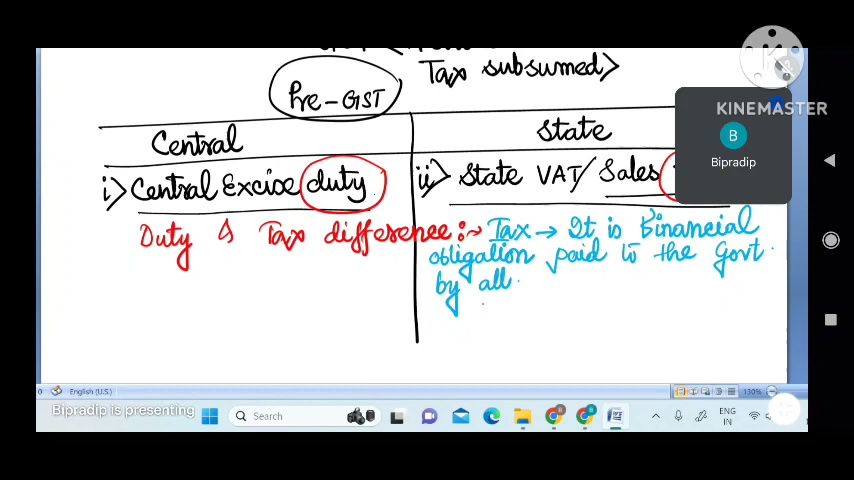 Tax subsumed>
Pre-GST
KINEMASTER
Central
State
B
Bipradip
i> Central Excise duty
ii> State VAT/ Sales
Duty & Tax difference:~ Tax → It is Financial
obligation paid to the Govt.
by all
English (U.S.)
130%
Bipradip is presenting
Search
ENG
IN